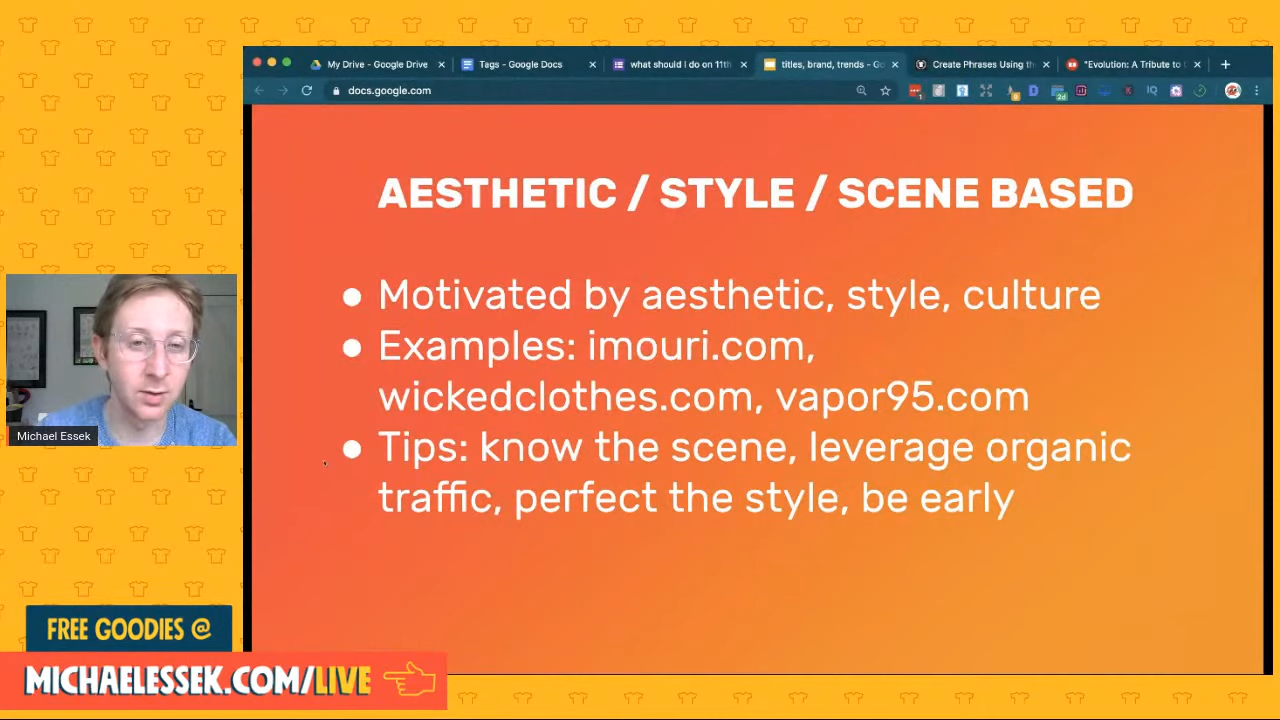 My Drive - Google Drive
Tags - Google Docs
what should I do on 11th
titles, brand, trends - Go
Create Phrases Using th
"Evolution: A Tribute to
docs.google.com
AESTHETIC / STYLE / SCENE BASED
● Motivated by aesthetic, style, culture
● Examples: imouri.com,
wickedclothes.com, vapor95.com
● Tips: know the scene, leverage organic
traffic, perfect the style, be early
Michael Essek
FREE GOODIES @
MICHAELESSEK.COM/LIVE